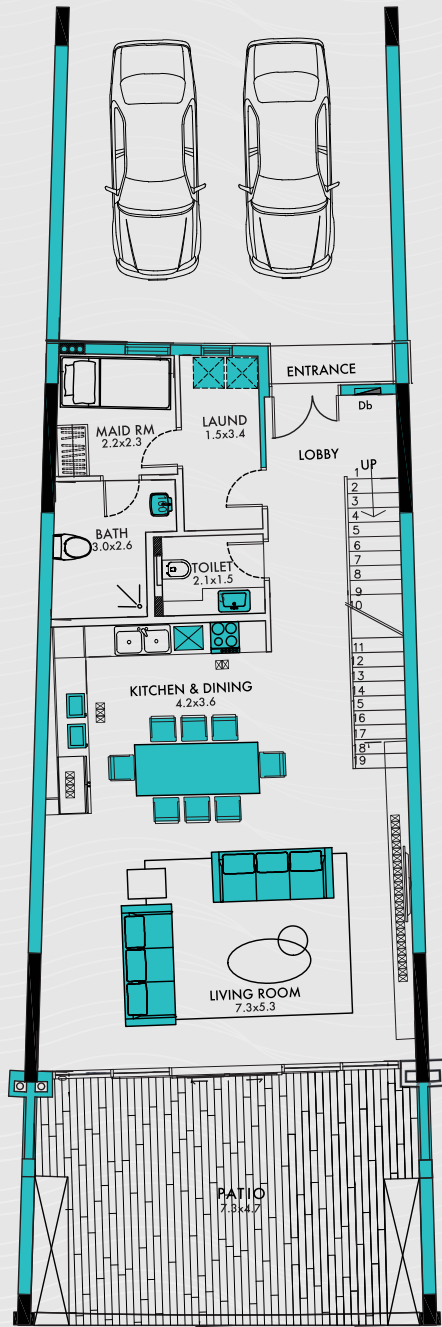 ENTRANCE
Db
MAID RM
2.2x2.3
LAUND
1.5x3.4
LOBBY
UP
1
2
3
4
5
6
7
8
9
10
BATH
3.0x2.6
TOILET
2.1x1.5
11
12
13
14
15
16
17
18
19
KITCHEN & DINING
4.2x3.6
LIVING ROOM
7.3x5.3
PATIO
7.3x4.7